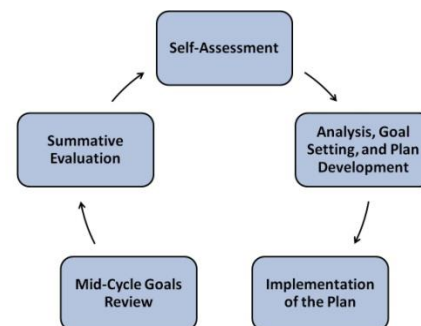 Self-Assessment
Analysis, Goal
Setting, and Plan
Development
Implementation
of the Plan
Mid-Cycle Goals
Review
Summative
Evaluation